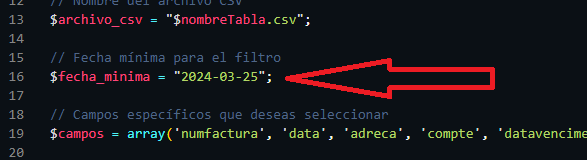 12 // Nombre del archivo CSV
13 $archivo_csv = "$nombreTabla.csv";
14
15 // Fecha mínima para el filtro
16 $fecha_minima = "2024-03-25";
17
18 // Campos específicos que deseas seleccionar
19 $campos = array('numfactura', 'data', 'adreca', 'compte', 'datavencime
20